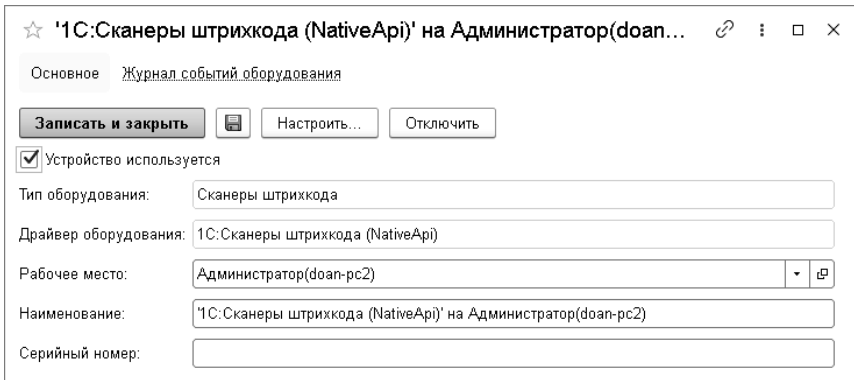 '1С:Сканеры штрихкода (NativeApi)' на Администратор(doan...
Основное Журнал событий оборудования
Записать и закрыть Настроить... Отключить
Устройство используется
Тип оборудования: Сканеры штрихкода
Драйвер оборудования: 1С:Сканеры штрихкода (NativeApi)
Рабочее место: Администратор(doan-pc2)
Наименование: '1С:Сканеры штрихкода (NativeApi)' на Администратор(doan-pc2)
Серийный номер: